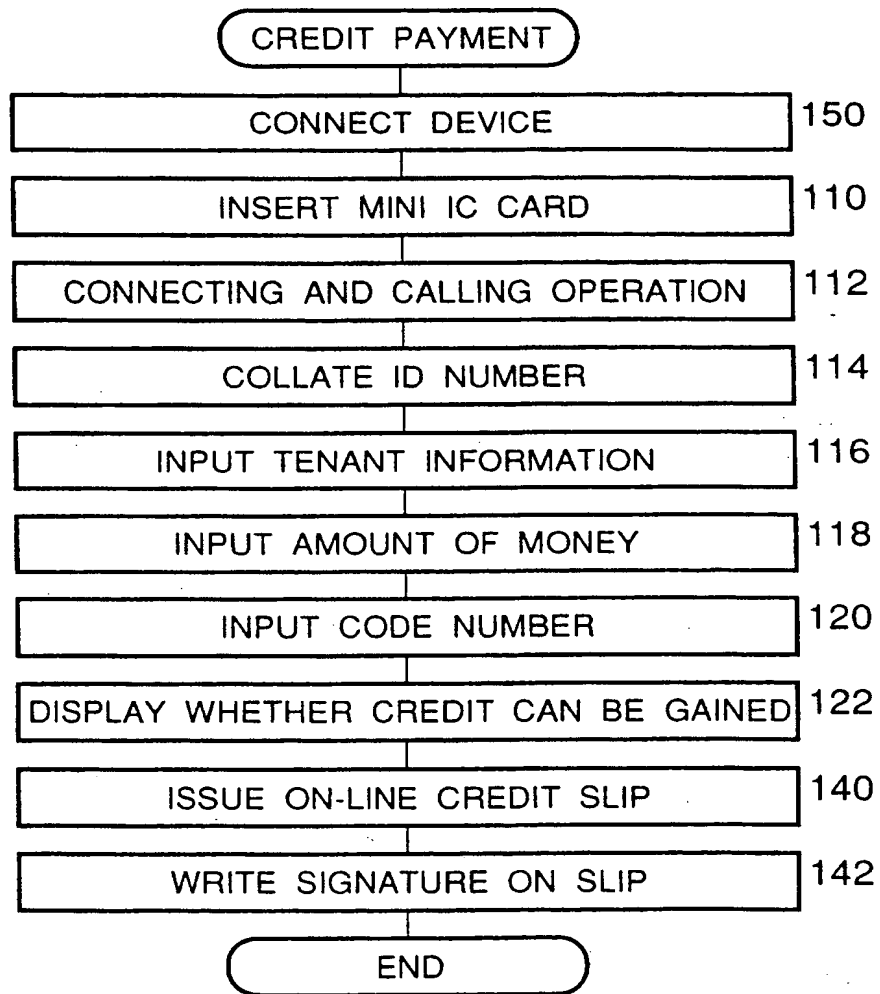 CREDIT PAYMENT
CONNECT DEVICE 150
INSERT MINI IC CARD 110
CONNECTING AND CALLING OPERATION 112
COLLATE ID NUMBER 114
INPUT TENANT INFORMATION 116
INPUT AMOUNT OF MONEY 118
INPUT CODE NUMBER 120
DISPLAY WHETHER CREDIT CAN BE GAINED 122
ISSUE ON-LINE CREDIT SLIP 140
WRITE SIGNATURE ON SLIP 142
END